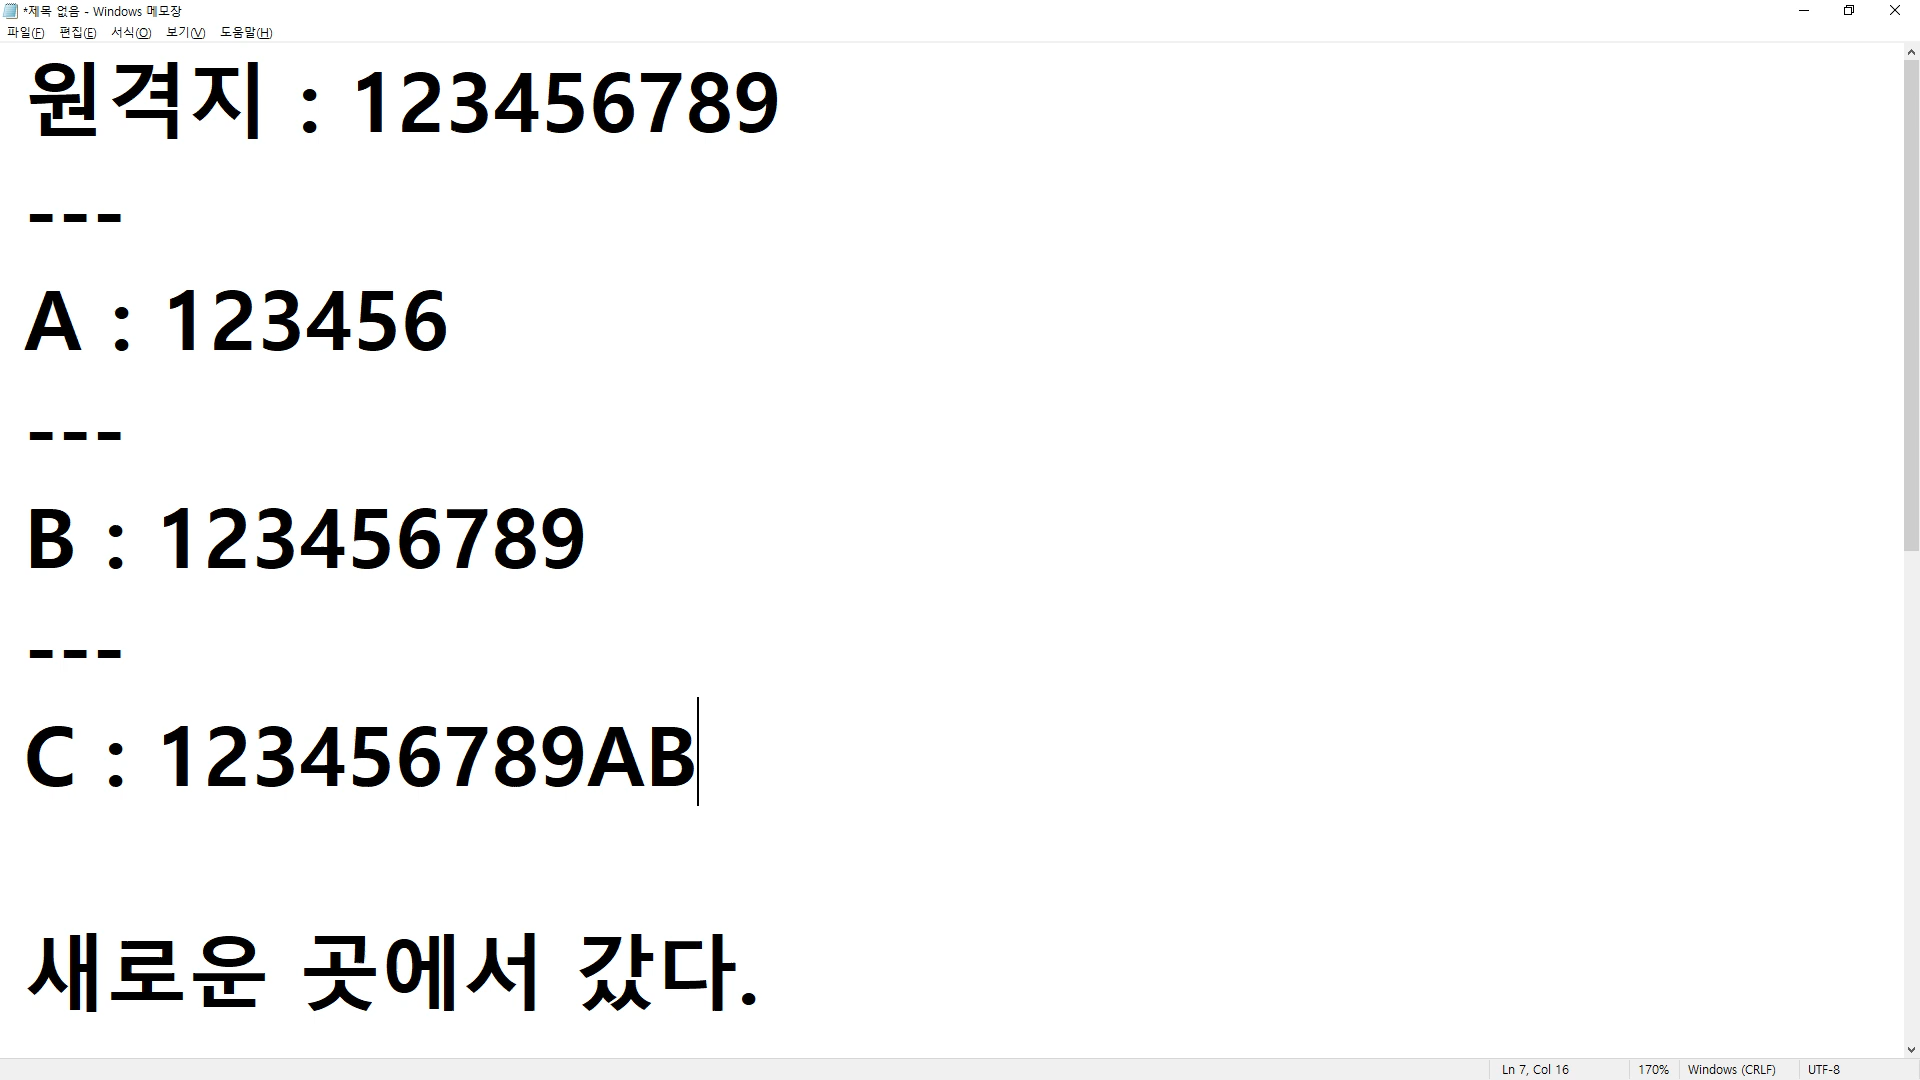 *제목 없음 - Windows 메모장
파일(F) 편집(E) 서식(O) 보기(V) 도움말(H)
원격지 : 123456789
---
A : 123456
---
B : 123456789
---
C : 123456789AB
새로운 곳에서 갔다.
Ln 7, Col 16 170% Windows (CRLF) UTF-8